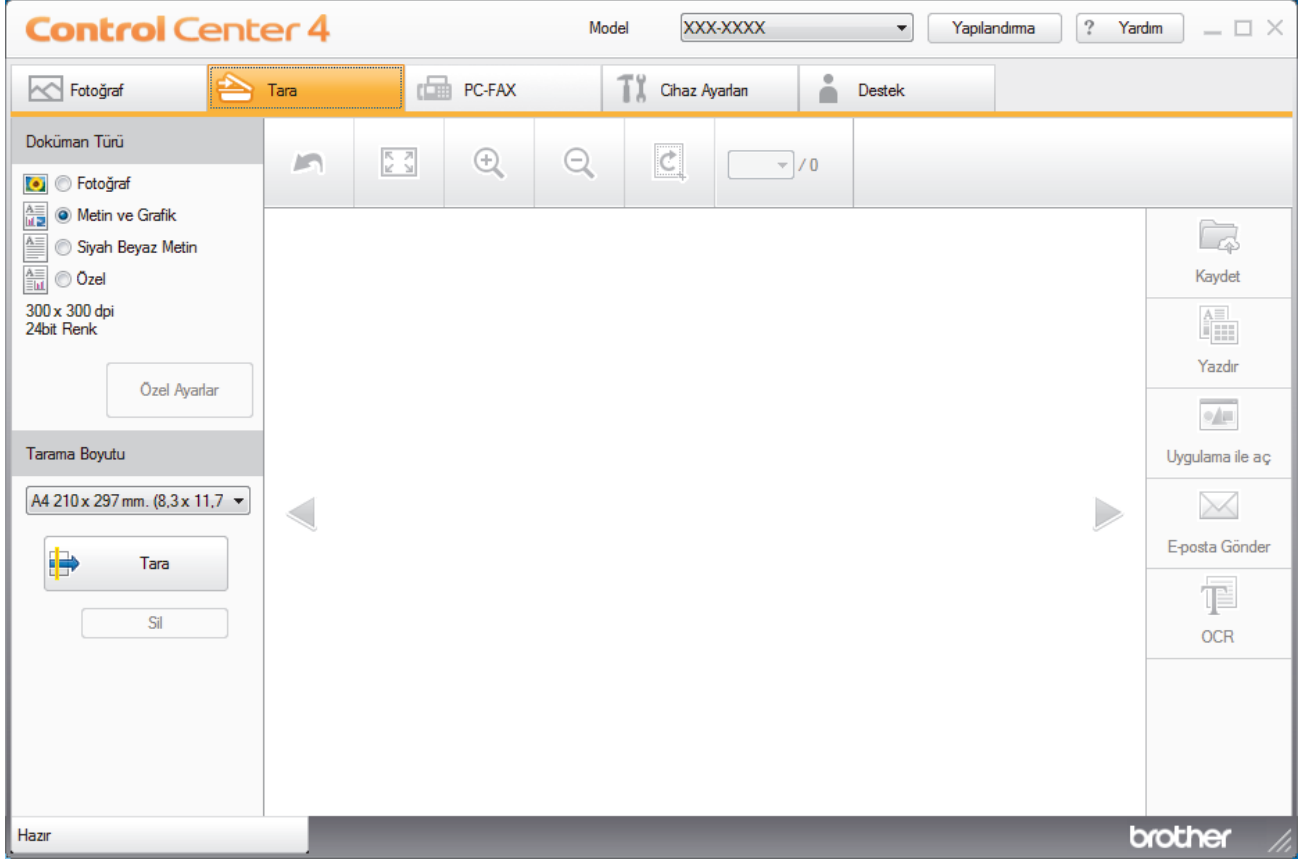 Control Center 4
Model
XXX-XXXX
Yapılandırma
? Yardım
Fotoğraf
Tara
PC-FAX
Cihaz Ayarları
Destek
Doküman Türü
/ 0
Fotoğraf
Metin ve Grafik
Siyah Beyaz Metin
Özel
300 x 300 dpi
24bit Renk
Özel Ayarlar
Tarama Boyutu
A4 210 x 297 mm. (8,3 x 11,7
Tara
Sil
Kaydet
Yazdır
Uygulama ile aç
E-posta Gönder
OCR
Hazır
brother